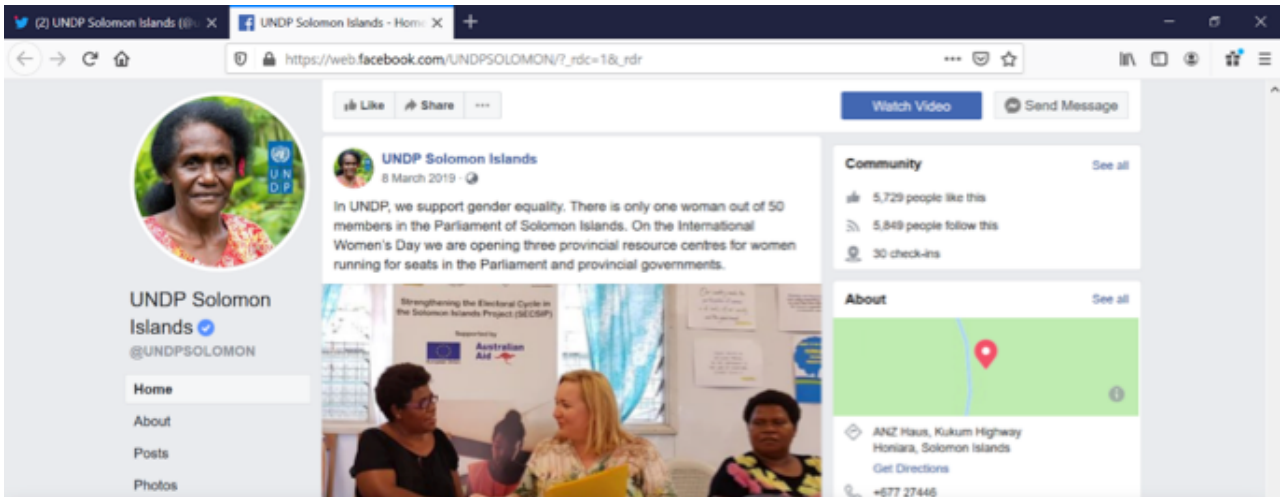 (2) UNDP Solomon Islands (@u
UNDP Solomon Islands - Home
https://web.facebook.com/UNDPSOLOMON/?_rdc=1&_rdr
Like
Share
Watch Video
Send Message
UNDP Solomon Islands
8 March 2019
In UNDP, we support gender equality. There is only one woman out of 50
members in the Parliament of Solomon Islands. On the International
Women's Day we are opening three provincial resource centres for women
running for seats in the Parliament and provincial governments.
Strengthening the Electoral Cycle in
the Solomon Islands Project (SECSIP)
Supported by
Australian
Aid
U N
D P
UNDP Solomon
Islands
@UNDPSOLOMON
Home
About
Posts
Photos
Community
See all
5,729 people like this
5,849 people follow this
30 check-ins
About
See all
ANZ Haus, Kukum Highway
Honiara, Solomon Islands
Get Directions
+677 27446